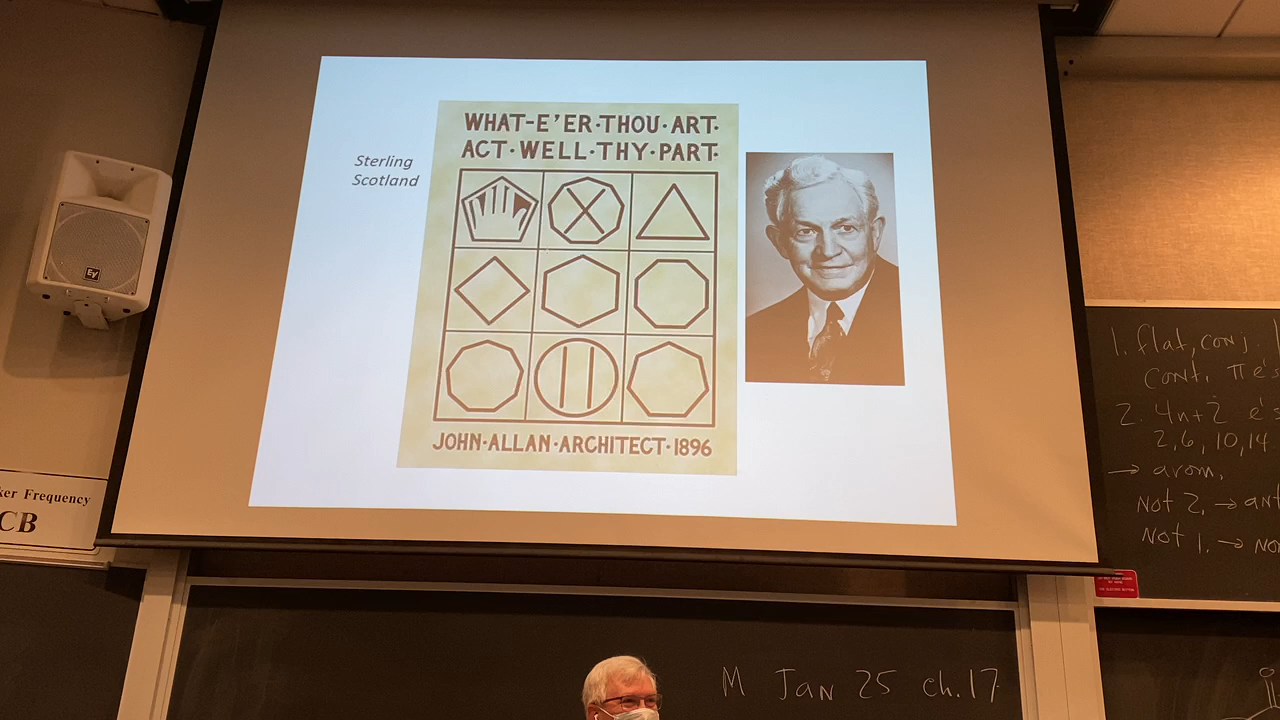 WHAT-E'ER·THOU·ART·
ACT·WELL·THY·PART·
Sterling
Scotland
JOHN·ALLAN·ARCHITECT·1896
EV
ker Frequency
CB
1. flat, conj.
cont. π e's
2. 4n+2 e's
2,6,10,14
→ arom.
Not 2. → ant
Not 1. → No
M Jan 25 ch.17